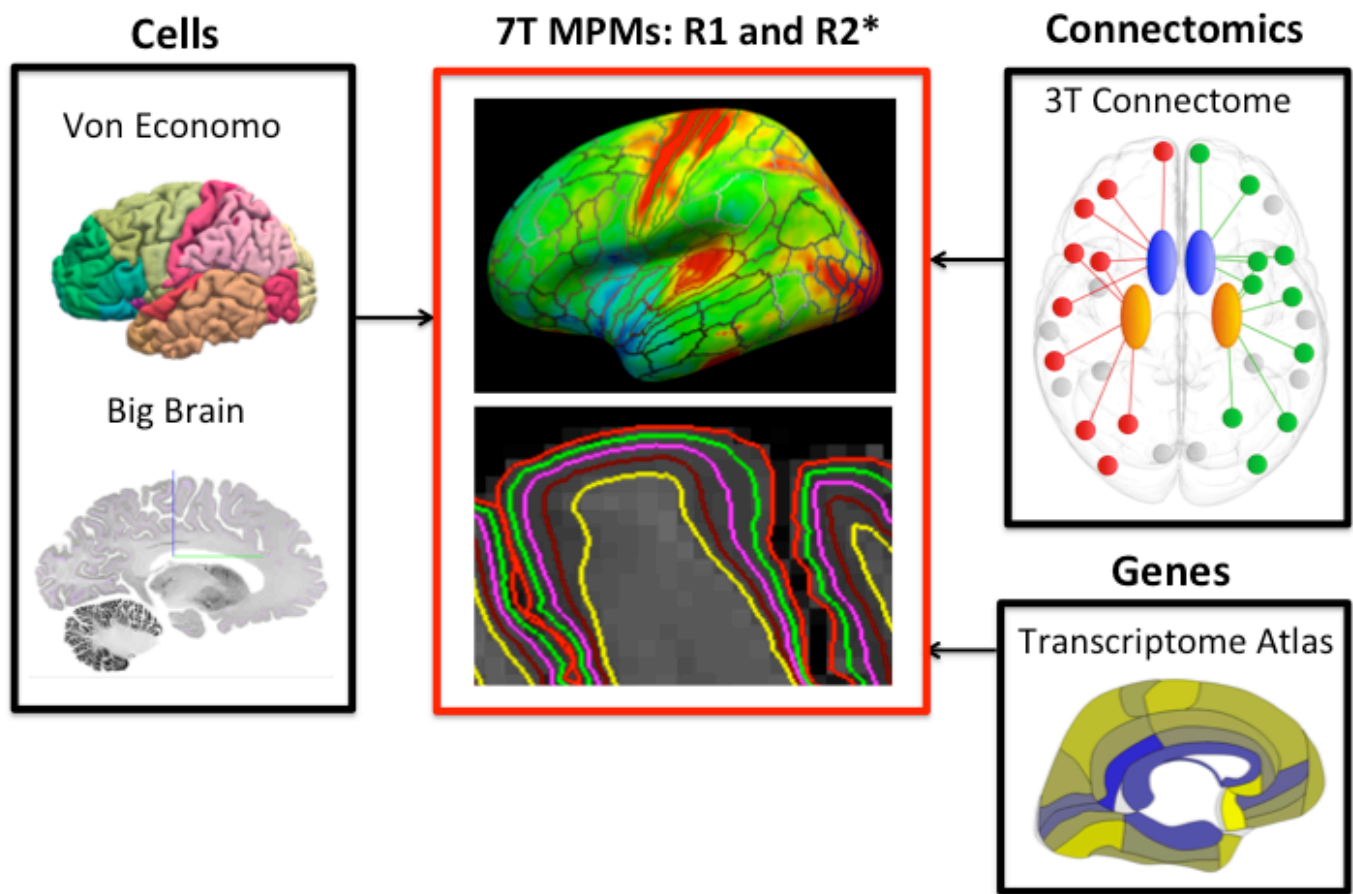 Cells
Von Economo
Big Brain
7T MPMs: R1 and R2*
Connectomics
3T Connectome
Genes
Transcriptome Atlas